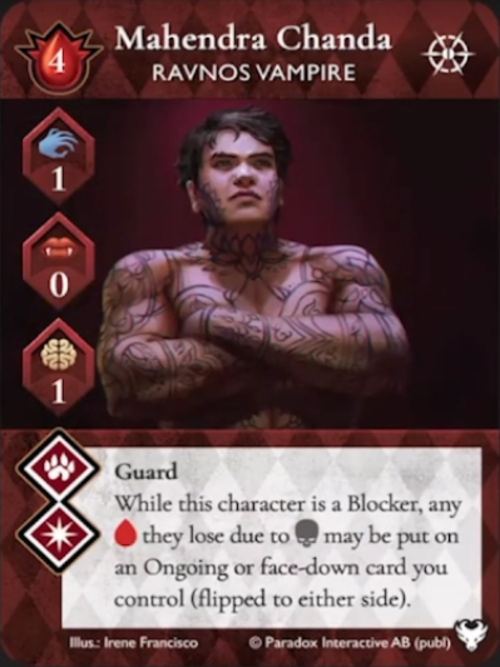 4
Mahendra Chanda
RAVNOS VAMPIRE
1
0
1
Guard
While this character is a Blocker, any
they lose due to may be put on
an Ongoing or face-down card you
control (flipped to either side).
Illus.: Irene Francisco
© Paradox Interactive AB (publ)